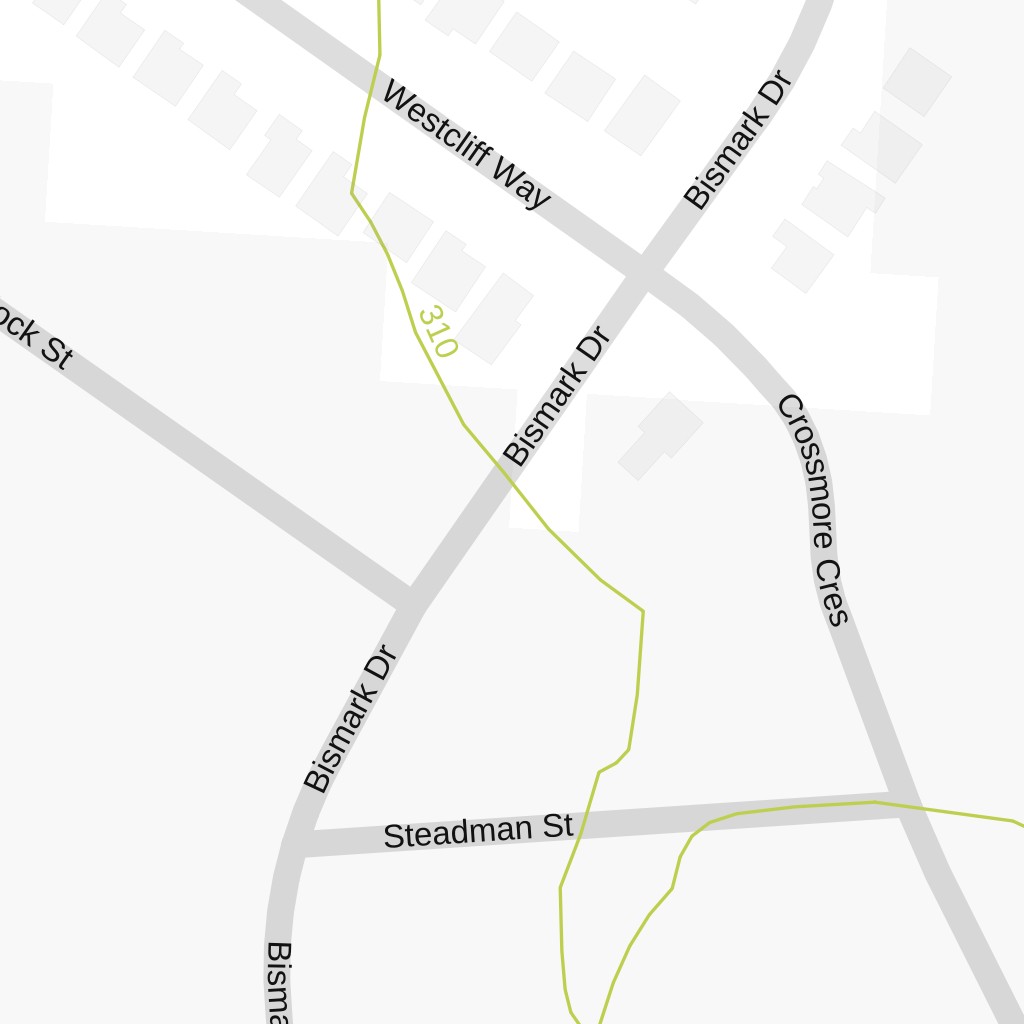 Westcliff Way
Bismark Dr
ock St
310
Bismark Dr
Crossmore Cres
Bismark Dr
Steadman St
Bisma